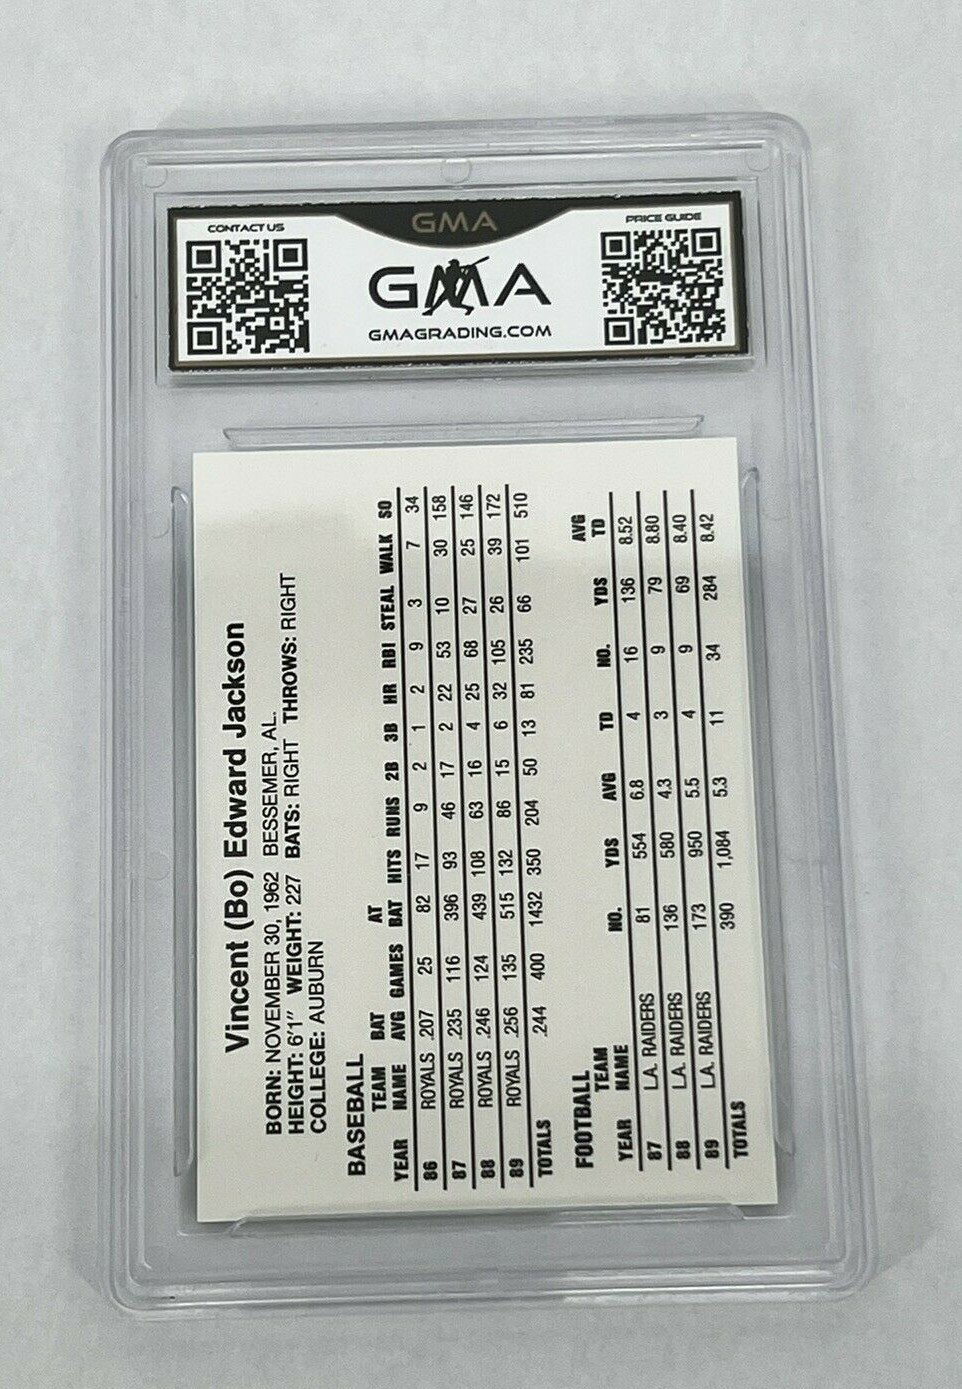 GMA
CONTACT US
PRICE GUIDE
GMA
GMAGRADING.COM
Vincent (Bo) Edward Jackson
BORN: NOVEMBER 30, 1962 BESSEMER, AL.
HEIGHT: 6'1" WEIGHT: 227 BATS: RIGHT THROWS: RIGHT
COLLEGE: AUBURN
BASEBALL
TEAM BAT AT
YEAR NAME AVG GAMES BAT HITS RUNS 2B 3B HR RBI STEAL WALK SO
86 ROYALS .207 25 82 17 9 2 1 2 9 3 7 34
87 ROYALS .235 116 396 93 46 17 2 22 53 10 30 158
88 ROYALS .246 124 439 108 63 16 4 25 68 27 25 146
89 ROYALS .256 135 515 132 86 15 6 32 105 26 39 172
TOTALS .244 400 1432 350 204 50 13 81 235 66 101 510
FOOTBALL
TEAM AVG
YEAR NAME NO. YDS AVG TD NO. YDS TD
87 L.A. RAIDERS 81 554 6.8 4 16 136 8.52
88 L.A. RAIDERS 136 580 4.3 3 9 79 8.80
89 L.A. RAIDERS 173 950 5.5 4 9 69 8.40
TOTALS 390 1,084 5.3 11 34 284 8.42